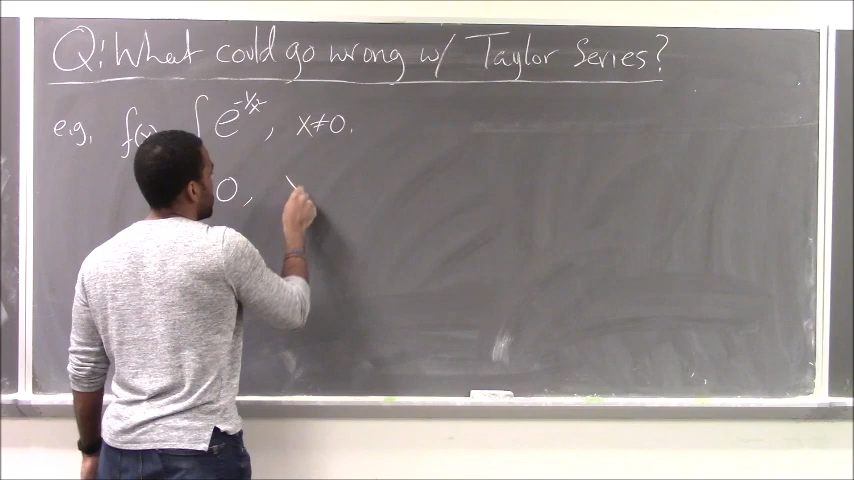 Q: What could go wrong w/ Taylor Series?
e.g. f(x) { e^-1/x², x≠0.
0, x